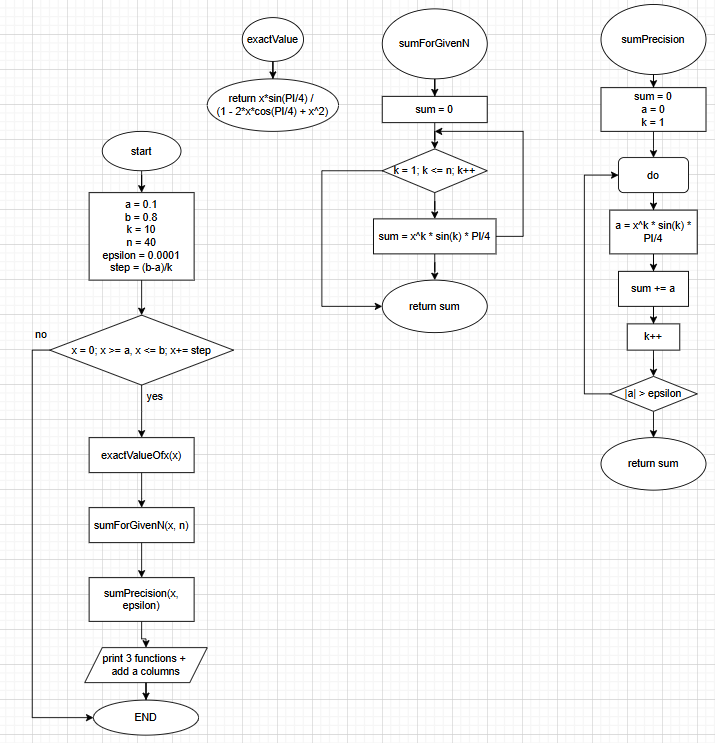 exactValue
return x*sin(PI/4) /
(1 - 2*x*cos(PI/4) + x^2)
sumForGivenN
sum = 0
k = 1; k <= n; k++
sum = x^k * sin(k) * PI/4
return sum
sumPrecision
sum = 0
a = 0
k = 1
do
a = x^k * sin(k) *
PI/4
sum += a
k++
|a| > epsilon
return sum
start
a = 0.1
b = 0.8
k = 10
n = 40
epsilon = 0.0001
step = (b-a)/k
no
x = 0; x >= a, x <= b; x+= step
yes
exactValueOfx(x)
sumForGivenN(x, n)
sumPrecision(x,
epsilon)
print 3 functions +
add a columns
END